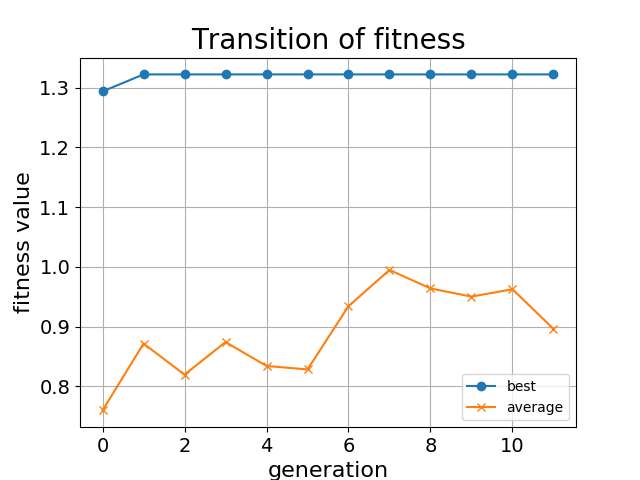 Transition of fitness
fitness value
1.3
1.2
1.1
1.0
0.9
0.8
0 2 4 6 8 10
generation
best
average